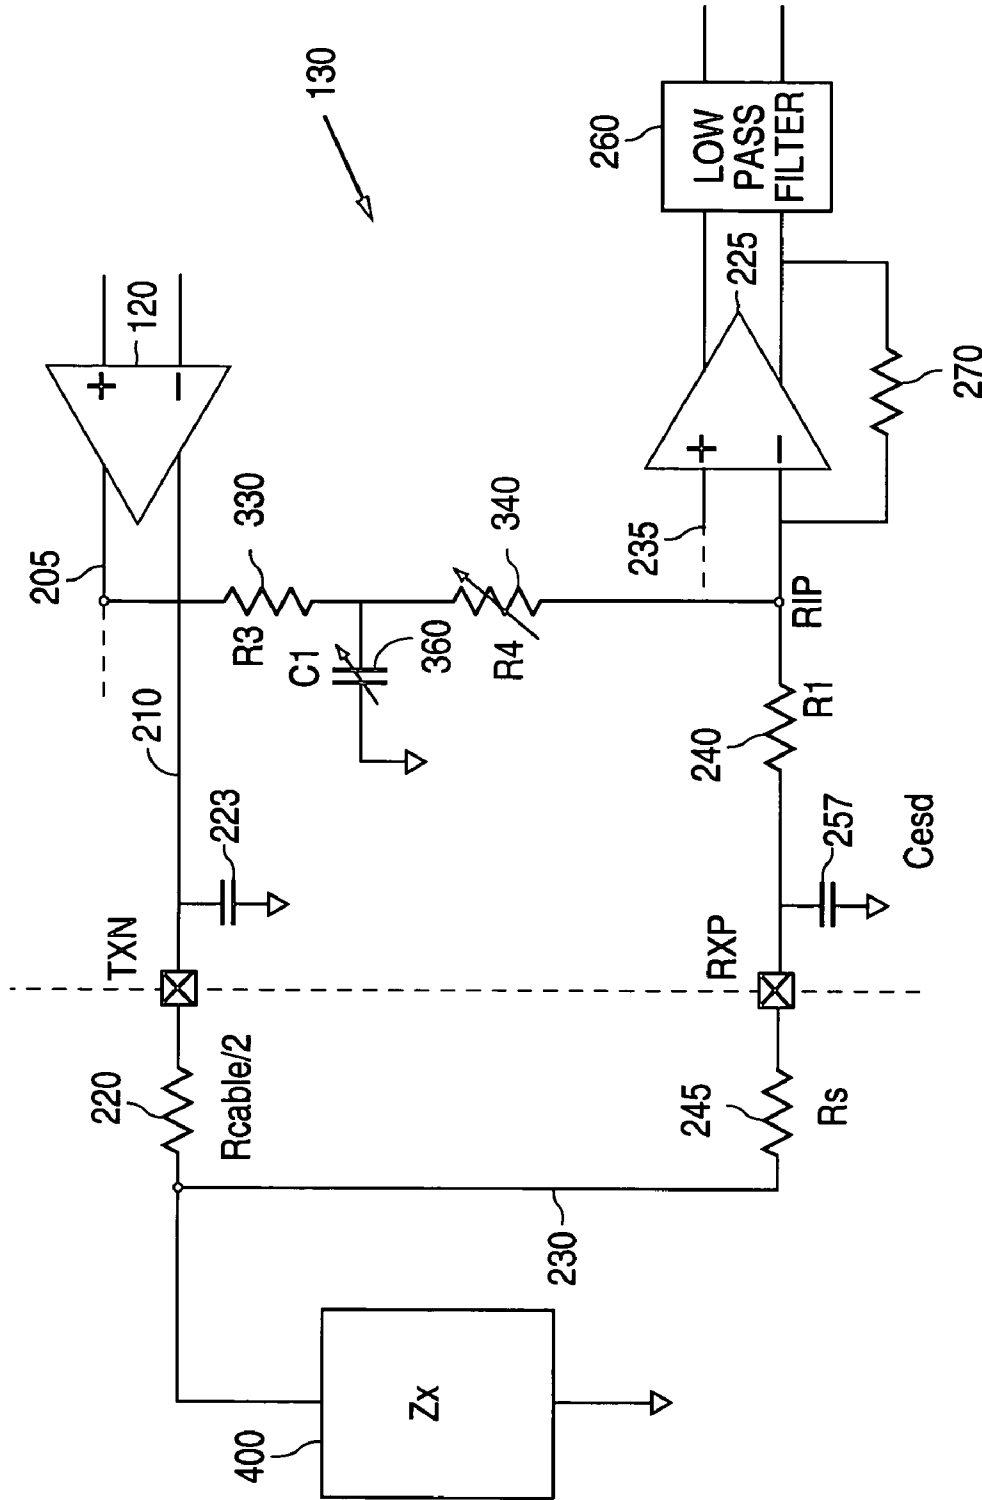 130
120
+
−
205
210
330
R3
C1
360
340
R4
TXN
223
220
Rcable/2
260
LOW
PASS
FILTER
225
+
−
235
270
RIP
240
R1
RXP
257
Cesd
245
Rs
230
400
Zx